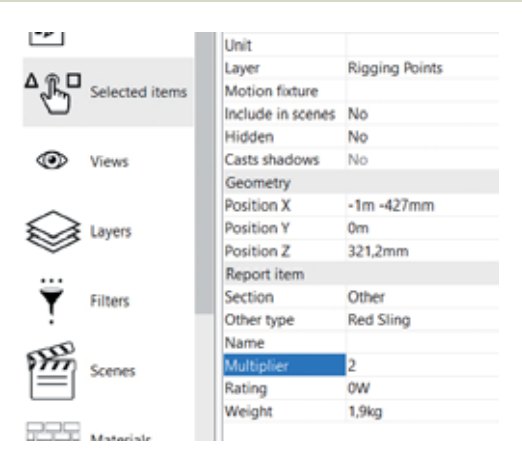 Selected items
Views
Layers
Filters
Scenes
Materials
Unit
Layer Rigging Points
Motion fixture
Include in scenes No
Hidden No
Casts shadows No
Geometry
Position X -1m -427mm
Position Y 0m
Position Z 321,2mm
Report item
Section Other
Other type Red Sling
Name
Multiplier 2
Rating 0W
Weight 1,9kg